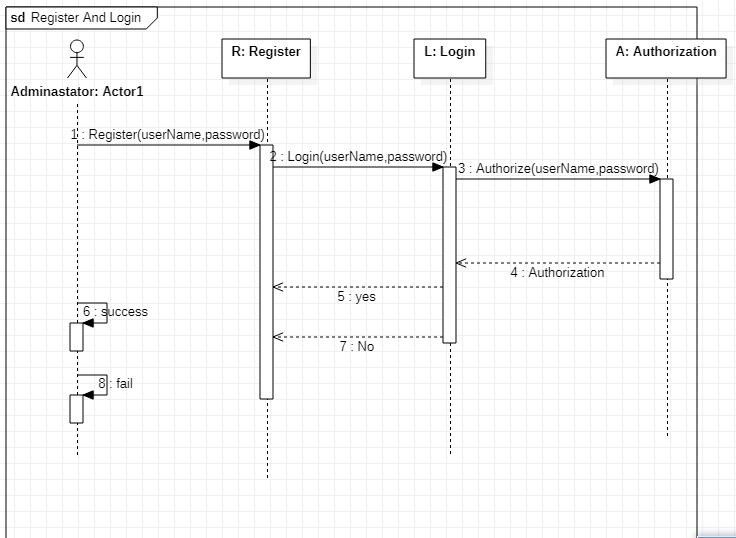 sd Register And Login
R: Register
L: Login
A: Authorization
Adminastator: Actor1
1 : Register(userName,password)
2 : Login(userName,password)
3 : Authorize(userName,password)
4 : Authorization
5 : yes
6 : success
7 : No
8 : fail